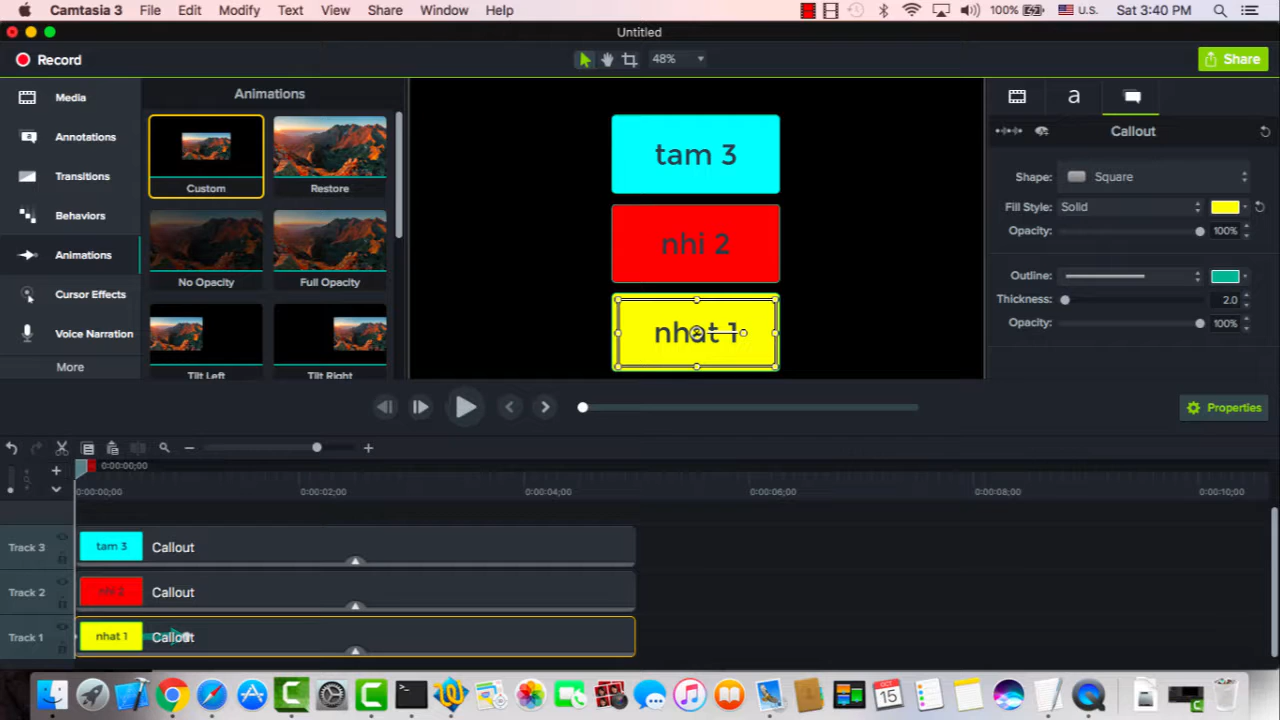 Camtasia 3 File Edit Modify Text View Share Window Help 100% U.S. Sat 3:40 PM
Untitled
Record 48% Share
Media
Annotations
Transitions
Behaviors
Animations
Cursor Effects
Voice Narration
More
Animations
Custom Restore
No Opacity Full Opacity
Tilt Left Tilt Right
tam 3
nhi 2
nhat 1
a
Callout
Shape: Square
Fill Style: Solid
Opacity: 100%
Outline:
Thickness: 2.0
Opacity: 100%
Properties
0:00:00;00
0:00:00;00 0:00:02;00 0:00:04;00 0:00:06;00 0:00:08;00 0:00:10;00
Track 3 tam 3 Callout
Track 2 nhi 2 Callout
Track 1 nhat 1 Callout
OCT
15